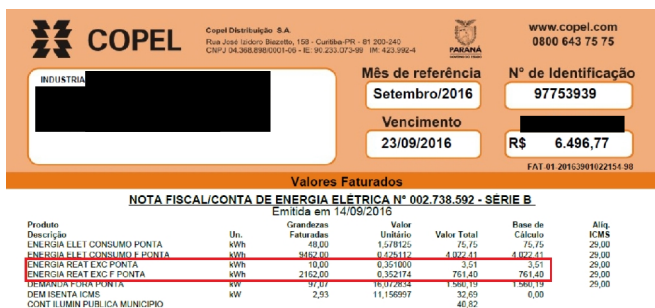 COPEL
Copel Distribuição S.A.
Rua José Izidoro Biazetto, 158 - Curitiba-PR - 81 200-240
CNPJ 04.368.898/0001-06 - IE: 90.233.073-99 IM: 423.992-4
PARANÁ
www.copel.com
0800 643 75 75
INDUSTRIA
Mês de referência
Nº de Identificação
Setembro/2016
97753939
Vencimento
23/09/2016
R$ 6.496,77
FAT-01-20163901022154-98
Valores Faturados
NOTA FISCAL/CONTA DE ENERGIA ELÉTRICA Nº 002.738.592 - SÉRIE B
Emitida em 14/09/2016
Produto Grandezas Valor Base de Aliq.
Descrição Un. Faturadas Unitário Valor Total Cálculo ICMS
ENERGIA ELET CONSUMO PONTA kWh 48,00 1,578125 75,75 75,75 29,00
ENERGIA ELET CONSUMO F PONTA kWh 9462,00 0,425112 4.022,41 4.022,41 29,00
ENERGIA REAT EXC PONTA kWh 10,00 0,351000 3,51 3,51 29,00
ENERGIA REAT EXC F PONTA kWh 2162,00 0,352174 761,40 761,40 29,00
DEMANDA FORA PONTA kW 97,07 16,072834 1.560,19 1.560,19 29,00
DEM ISENTA ICMS kW 2,93 11,156997 32,69 0,00
CONT ILUMIN PUBLICA MUNICIPIO 40,82